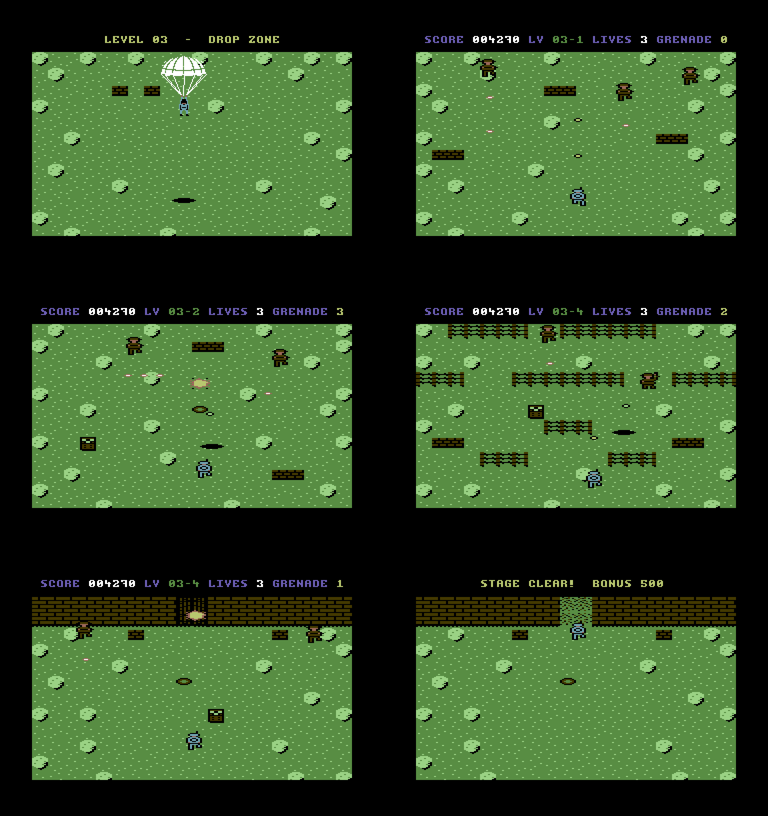 LEVEL 03 - DROP ZONE
SCORE 004270 LV 03-1 LIVES 3 GRENADE 0
SCORE 004270 LV 03-2 LIVES 3 GRENADE 3
SCORE 004270 LV 03-4 LIVES 3 GRENADE 2
SCORE 004270 LV 03-4 LIVES 3 GRENADE 1
STAGE CLEAR! BONUS 500